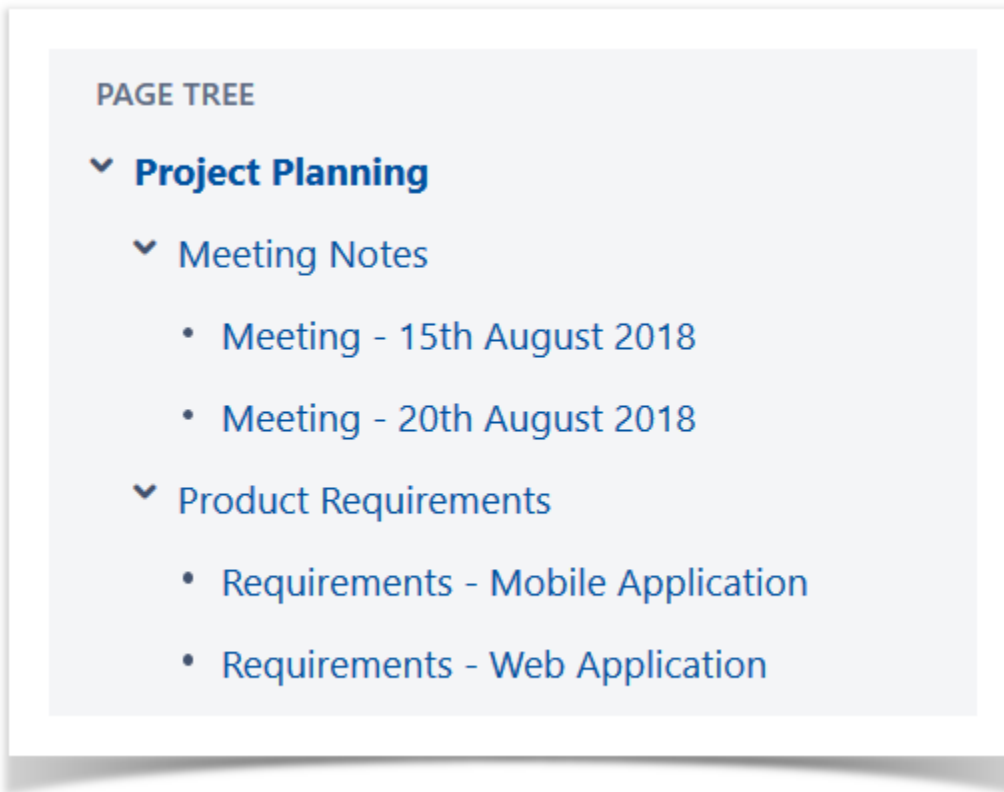 PAGE TREE
Project Planning
Meeting Notes
Meeting - 15th August 2018
Meeting - 20th August 2018
Product Requirements
Requirements - Mobile Application
Requirements - Web Application